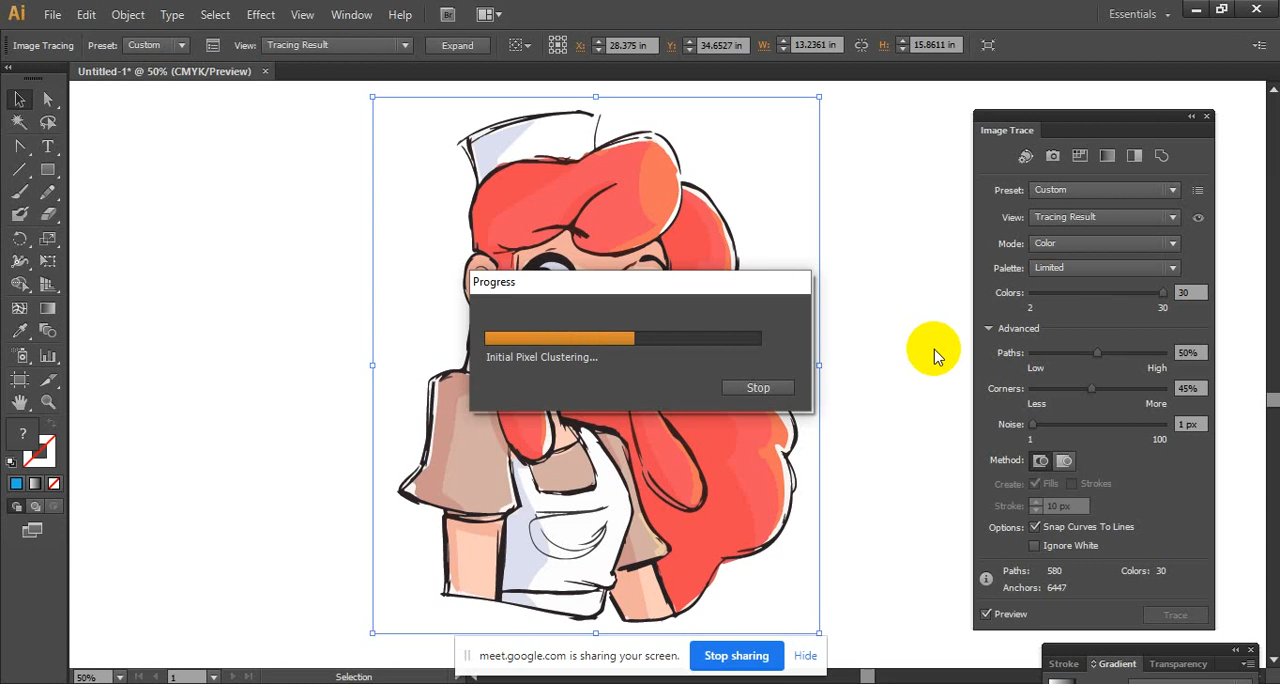 Ai File Edit Object Type Select Effect View Window Help Br Essentials
Image Tracing Preset: Custom View: Tracing Result Expand X: 28.375 in Y: 34.6527 in W: 13.2361 in H: 15.8611 in
Untitled-1* @ 50% (CMYK/Preview)
Image Trace
Preset: Custom
View: Tracing Result
Mode: Color
Palette: Limited
Colors: 30
2 30
Advanced
Paths: 50%
Low High
Corners: 45%
Less More
Noise: 1 px
1 100
Method:
Create: Fills Strokes
Stroke: 10 px
Options: Snap Curves To Lines
Ignore White
Paths: 580 Colors: 30
Anchors: 6447
Preview Trace
Progress
Initial Pixel Clustering...
Stop
?
meet.google.com is sharing your screen. Stop sharing Hide
Stroke Gradient Transparency
50% 1 Selection